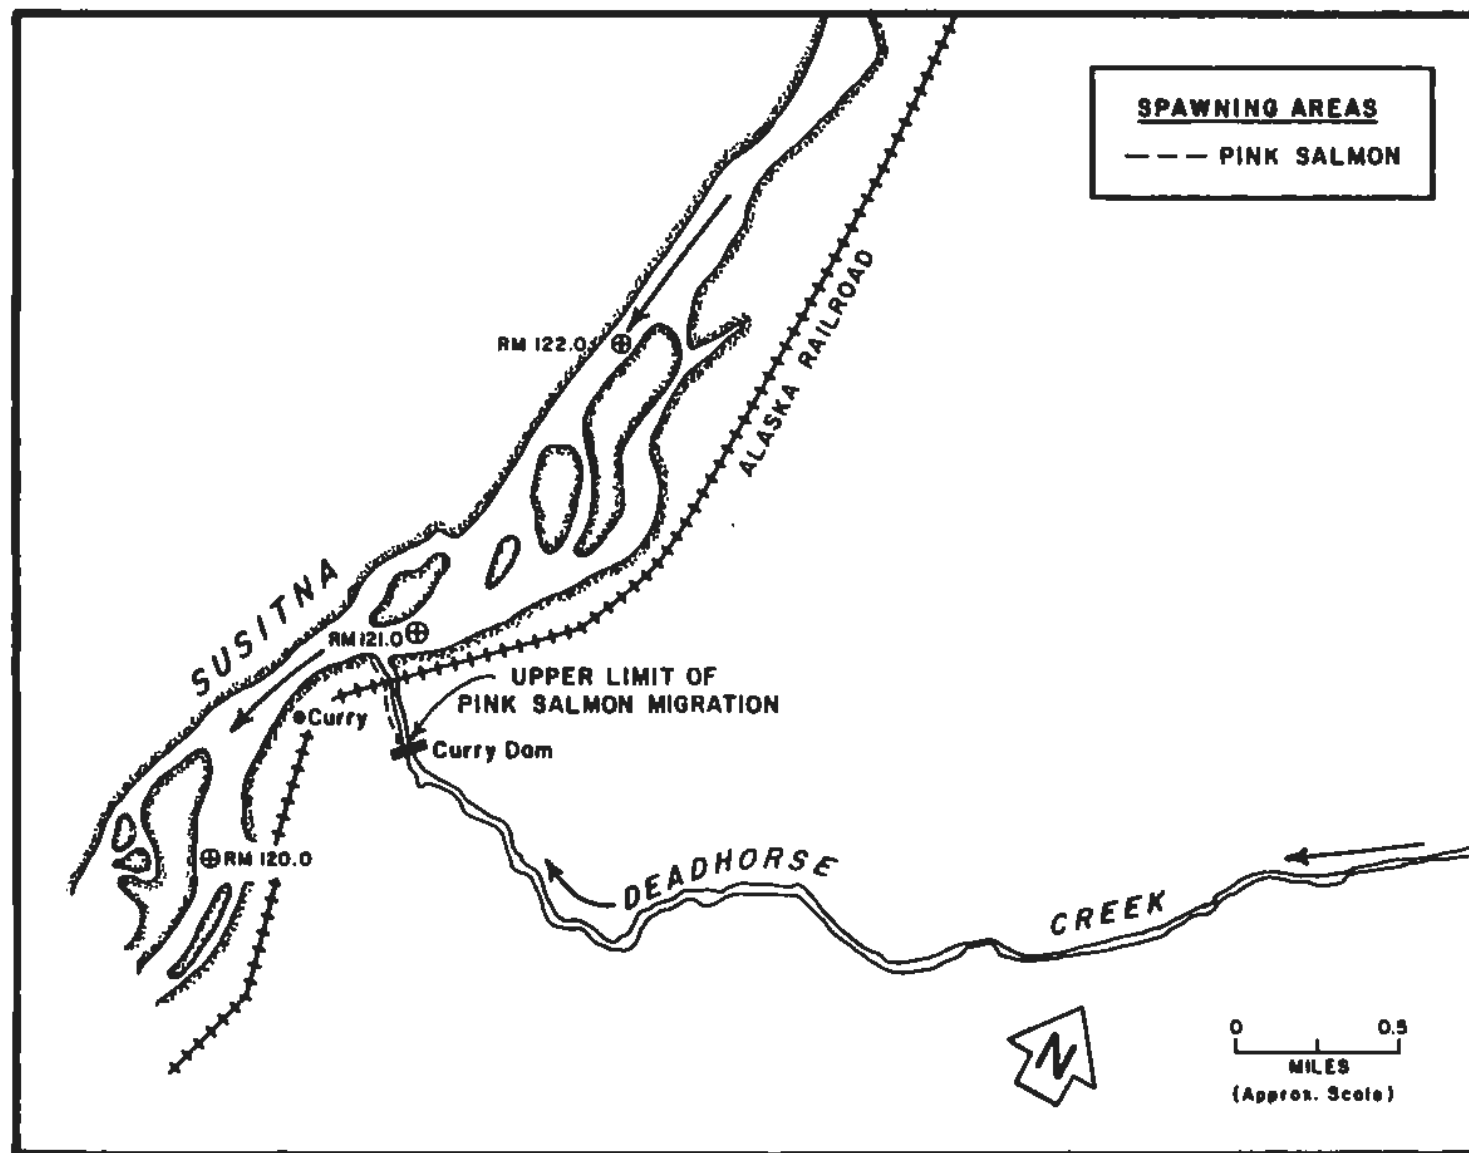 SPAWNING AREAS
--- PINK SALMON
RM 122.0
ALASKA RAILROAD
SUSITNA
RM 121.0
UPPER LIMIT OF
PINK SALMON MIGRATION
Curry
Curry Dam
RM 120.0
DEADHORSE
CREEK
N
0 0.5
MILES
(Approx. Scale)